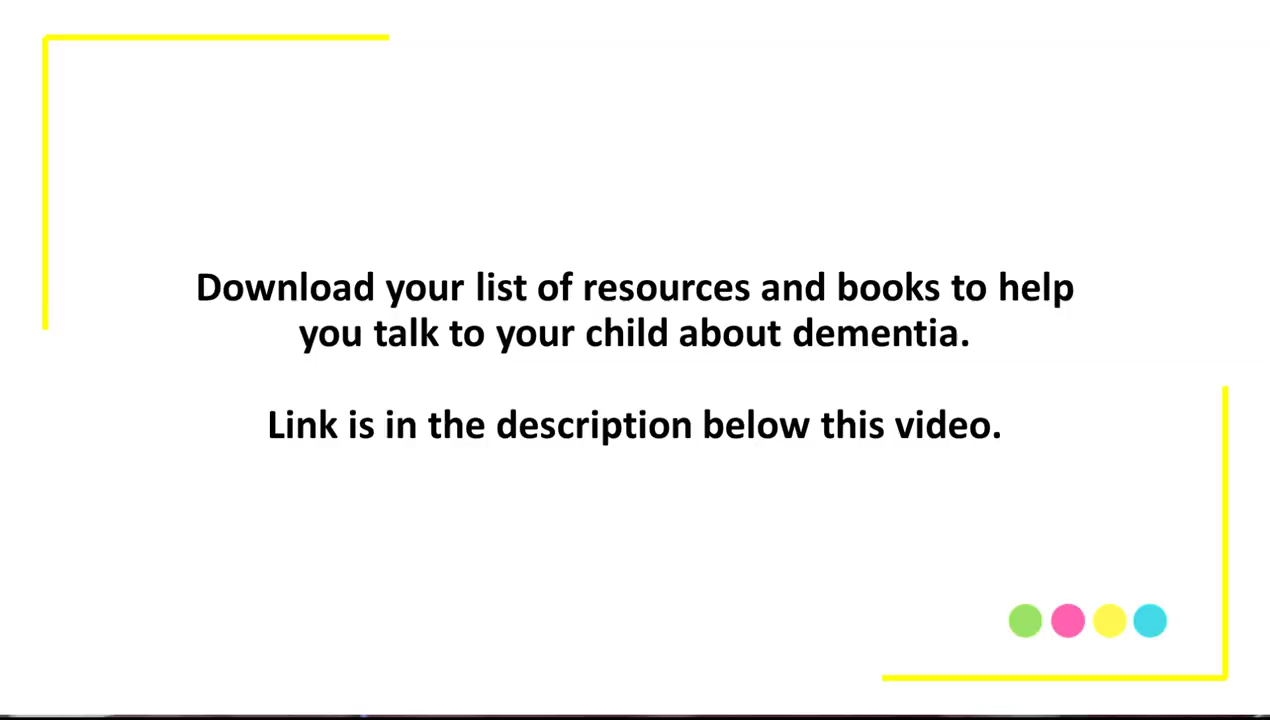 Download your list of resources and books to help
you talk to your child about dementia.
Link is in the description below this video.